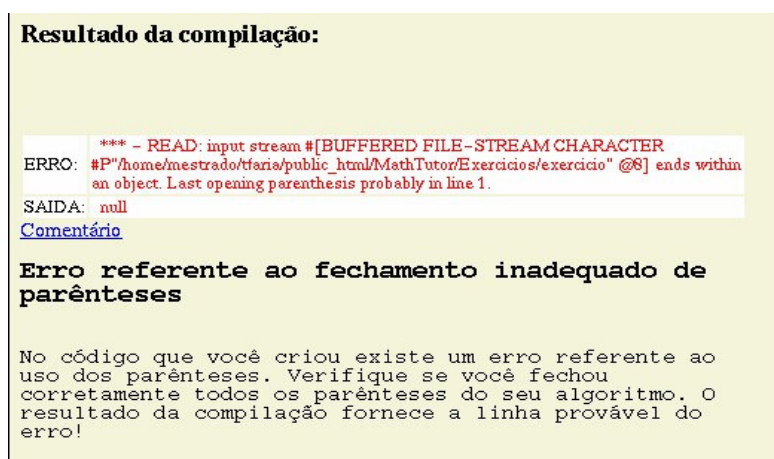 Resultado da compilação:
*** - READ: input stream #[BUFFERED FILE-STREAM CHARACTER
ERRO: #P"/home/mestrado/tfaria/public_html/MathTutor/Exercicios/exercicio" @8] ends within
an object. Last opening parenthesis probably in line 1.
SAIDA: null
Comentário
Erro referente ao fechamento inadequado de
parênteses
No código que você criou existe um erro referente ao
uso dos parênteses. Verifique se você fechou
corretamente todos os parênteses do seu algoritmo. O
resultado da compilação fornece a linha provável do
erro!